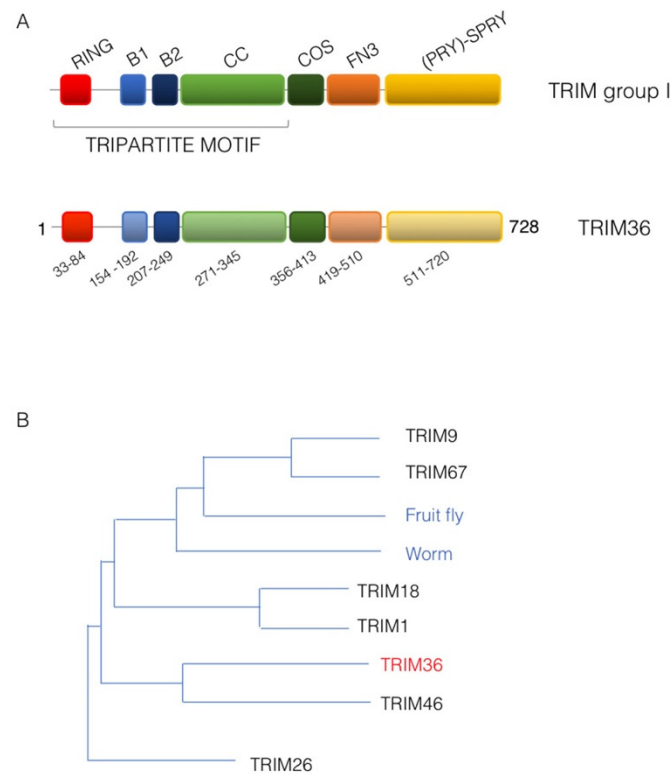 A
RING B1 B2 CC COS FN3 (PRY)-SPRY
TRIM group I
TRIPARTITE MOTIF
1 728 TRIM36
33-84 154 -192 207-249 271-345 356-413 419-510 511-720
B
TRIM9
TRIM67
Fruit fly
Worm
TRIM18
TRIM1
TRIM36
TRIM46
TRIM26